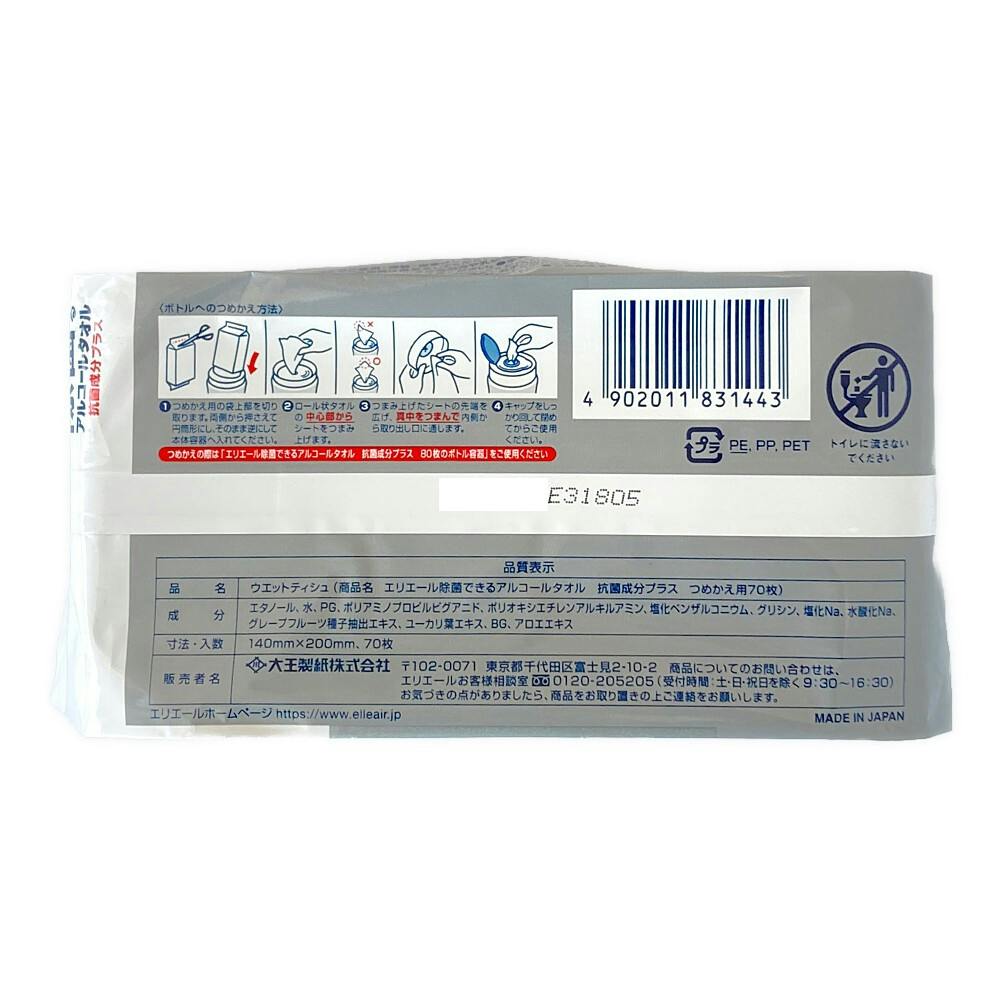 アルコールタオル
抗菌成分プラス
〈ボトルへのつめかえ方法〉
1 つめかえ用の袋上部を切り
取ります。両側から押さえて
円筒形にし、そのまま逆にして
本体容器へ入れてください。
2 ロール状タオル
の中心部から
シートをつまみ
上げます。
3 つまみ上げたシートの先端を
広げ、真中をつまんで内側か
ら取り出し口に通します。
4 キャップをしっ
かり回して閉め
てからご使用
ください。
つめかえの際は「エリエール除菌できるアルコールタオル 抗菌成分プラス 80枚のボトル容器」をご使用ください
4 902011 831443
プラ
PE, PP, PET
トイレに流さない
でください
E31805
品質表示
品名 ウエットティシュ（商品名 エリエール除菌できるアルコールタオル 抗菌成分プラス つめかえ用70枚）
成分 エタノール、水、PG、ポリアミノプロピルビグアニド、ポリオキシエチレンアルキルアミン、塩化ベンザルコニウム、グリシン、塩化Na、水酸化Na、
グレープフルーツ種子抽出エキス、ユーカリ葉エキス、BG、アロエエキス
寸法・入数 140mm×200mm、70枚
販売者名 大王製紙株式会社 〒102-0071 東京都千代田区富士見2-10-2 商品についてのお問い合わせは、
エリエールお客様相談室 0120-205205（受付時間：土・日・祝日を除く9:30~16:30）
お気づきの点がありましたら、商品をお取り置きの上ご連絡をお願いします。
エリエールホームページ https://www.elleair.jp
MADE IN JAPAN